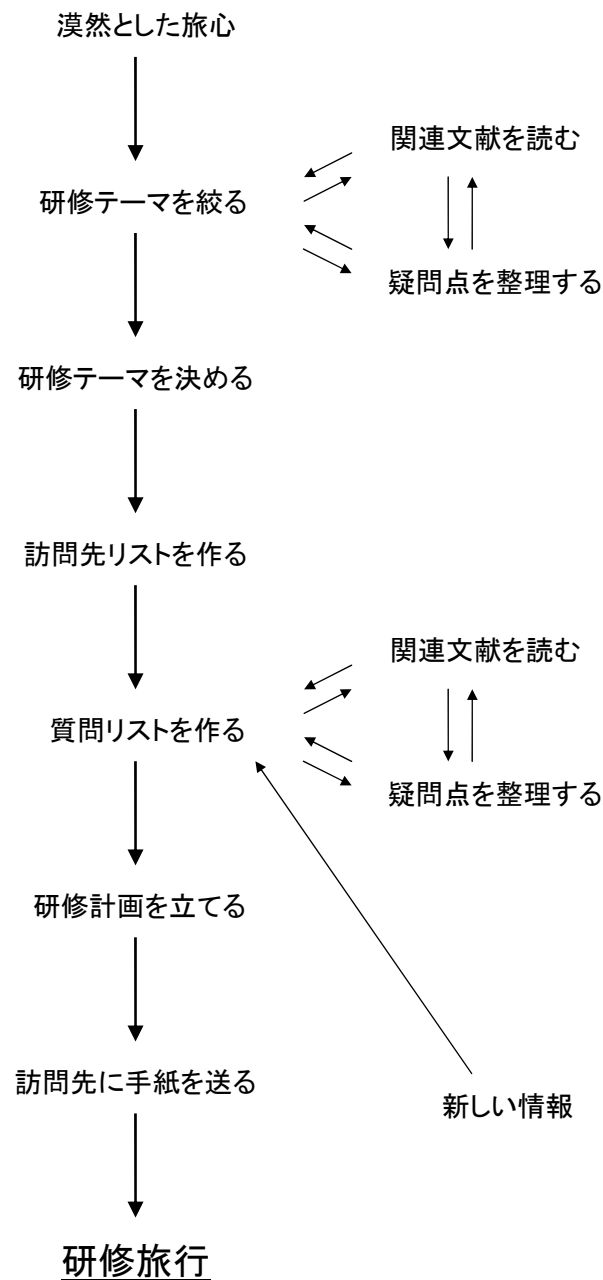 漠然とした旅心
関連文献を読む
研修テーマを絞る
疑問点を整理する
研修テーマを決める
訪問先リストを作る
関連文献を読む
質問リストを作る
疑問点を整理する
研修計画を立てる
訪問先に手紙を送る
新しい情報
研修旅行